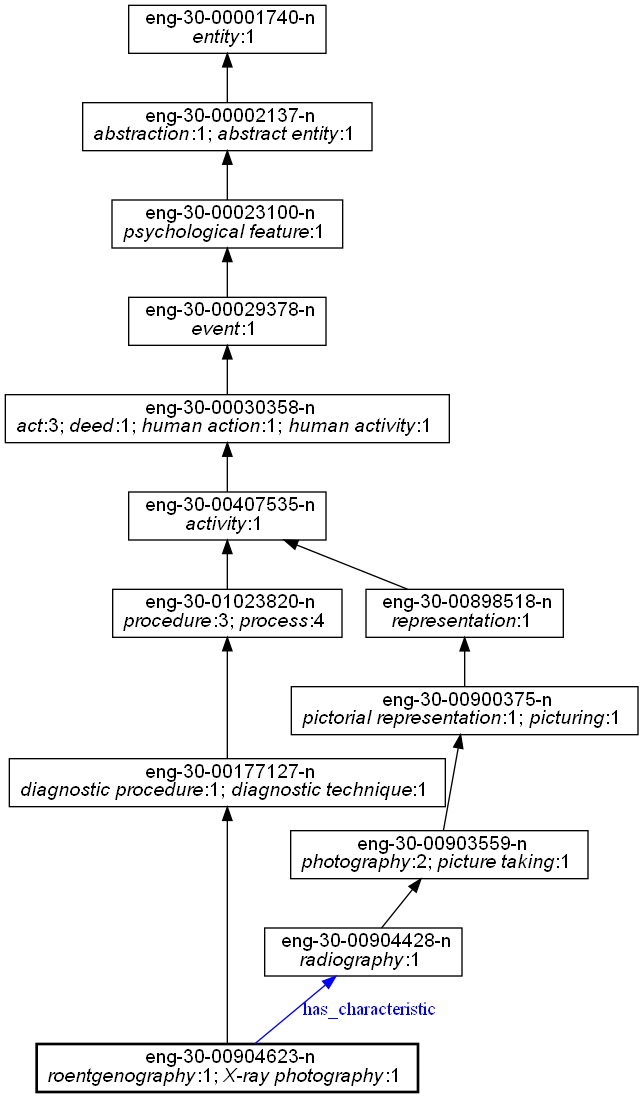 eng-30-00001740-n
entity:1
eng-30-00002137-n
abstraction:1; abstract entity:1
eng-30-00023100-n
psychological feature:1
eng-30-00029378-n
event:1
eng-30-00030358-n
act:3; deed:1; human action:1; human activity:1
eng-30-00407535-n
activity:1
eng-30-01023820-n
procedure:3; process:4
eng-30-00898518-n
representation:1
eng-30-00900375-n
pictorial representation:1; picturing:1
eng-30-00177127-n
diagnostic procedure:1; diagnostic technique:1
eng-30-00903559-n
photography:2; picture taking:1
eng-30-00904428-n
radiography:1
has_characteristic
eng-30-00904623-n
roentgenography:1; X-ray photography:1